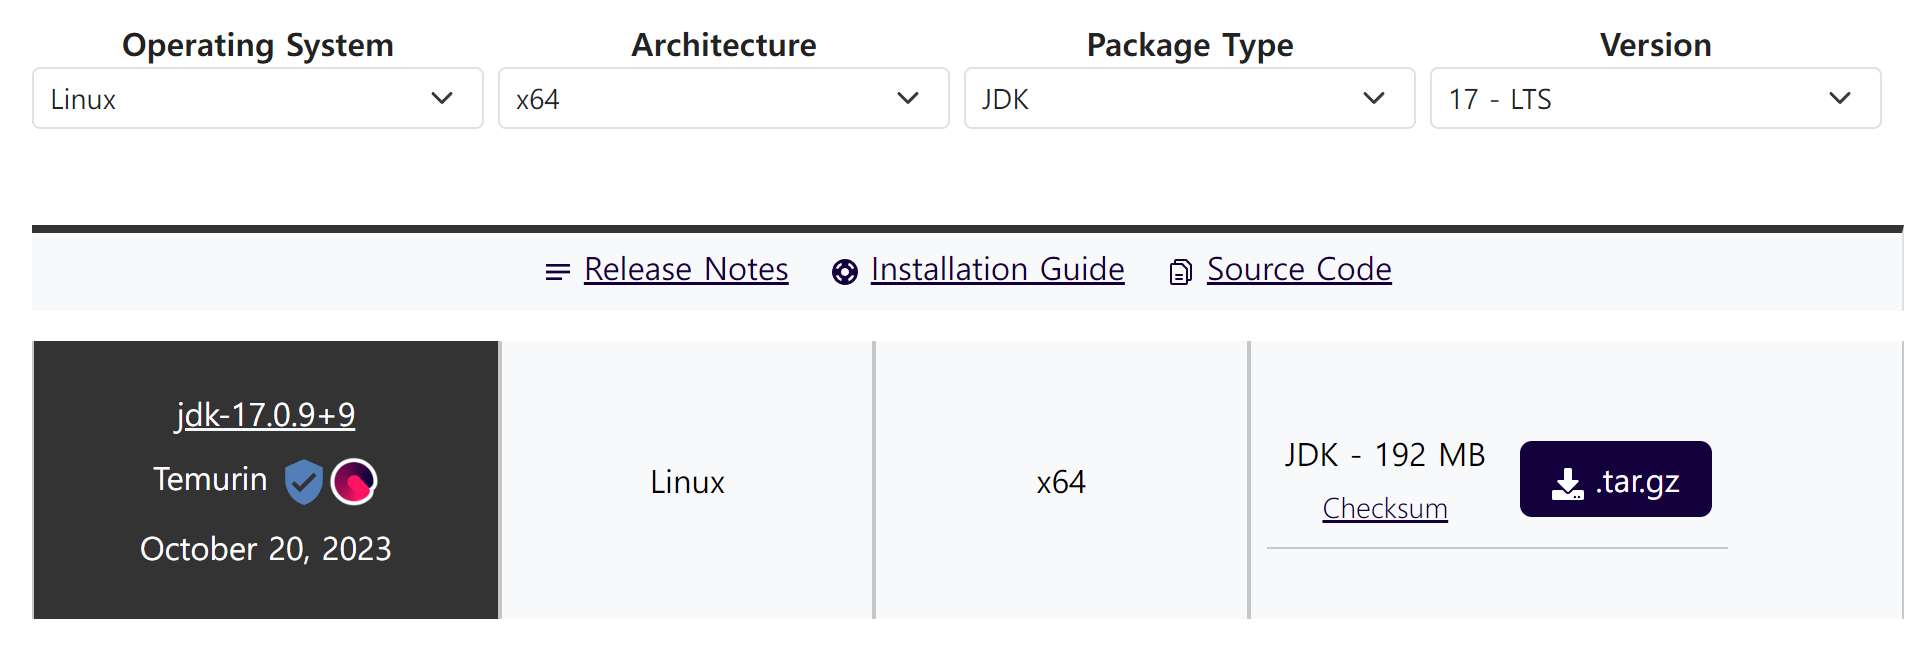 Operating System Architecture Package Type Version
Linux x64 JDK 17 - LTS
Release Notes Installation Guide Source Code
jdk-17.0.9+9
Temurin
October 20, 2023
Linux
x64
JDK - 192 MB
Checksum
.tar.gz